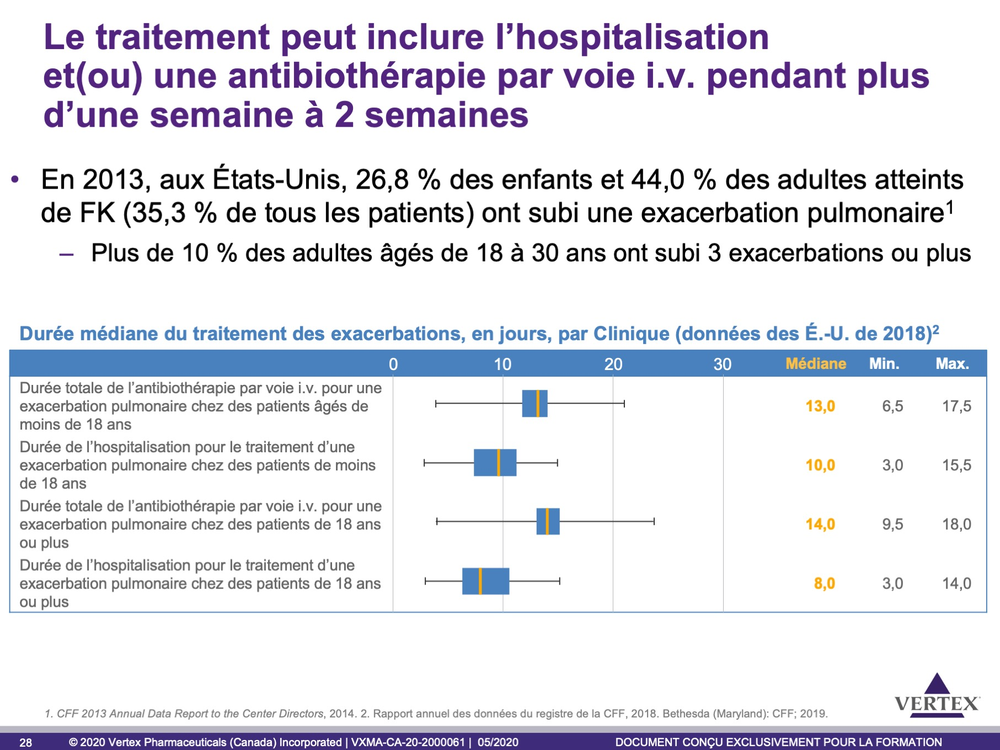 Le traitement peut inclure l’hospitalisation
et(ou) une antibiothérapie par voie i.v. pendant plus
d’une semaine à 2 semaines
• En 2013, aux États-Unis, 26,8 % des enfants et 44,0 % des adultes atteints
de FK (35,3 % de tous les patients) ont subi une exacerbation pulmonaire¹
– Plus de 10 % des adultes âgés de 18 à 30 ans ont subi 3 exacerbations ou plus
Durée médiane du traitement des exacerbations, en jours, par Clinique (données des É.-U. de 2018)²
0 10 20 30 Médiane Min. Max.
Durée totale de l’antibiothérapie par voie i.v. pour une
exacerbation pulmonaire chez des patients âgés de
moins de 18 ans
13,0 6,5 17,5
Durée de l’hospitalisation pour le traitement d’une
exacerbation pulmonaire chez des patients de moins
de 18 ans
10,0 3,0 15,5
Durée totale de l’antibiothérapie par voie i.v. pour une
exacerbation pulmonaire chez des patients de 18 ans
ou plus
14,0 9,5 18,0
Durée de l’hospitalisation pour le traitement d’une
exacerbation pulmonaire chez des patients de 18 ans
ou plus
8,0 3,0 14,0
VERTEX
1. CFF 2013 Annual Data Report to the Center Directors, 2014. 2. Rapport annuel des données du registre de la CFF, 2018. Bethesda (Maryland): CFF; 2019.
28 © 2020 Vertex Pharmaceuticals (Canada) Incorporated | VXMA-CA-20-2000061 | 05/2020 DOCUMENT CONÇU EXCLUSIVEMENT POUR LA FORMATION